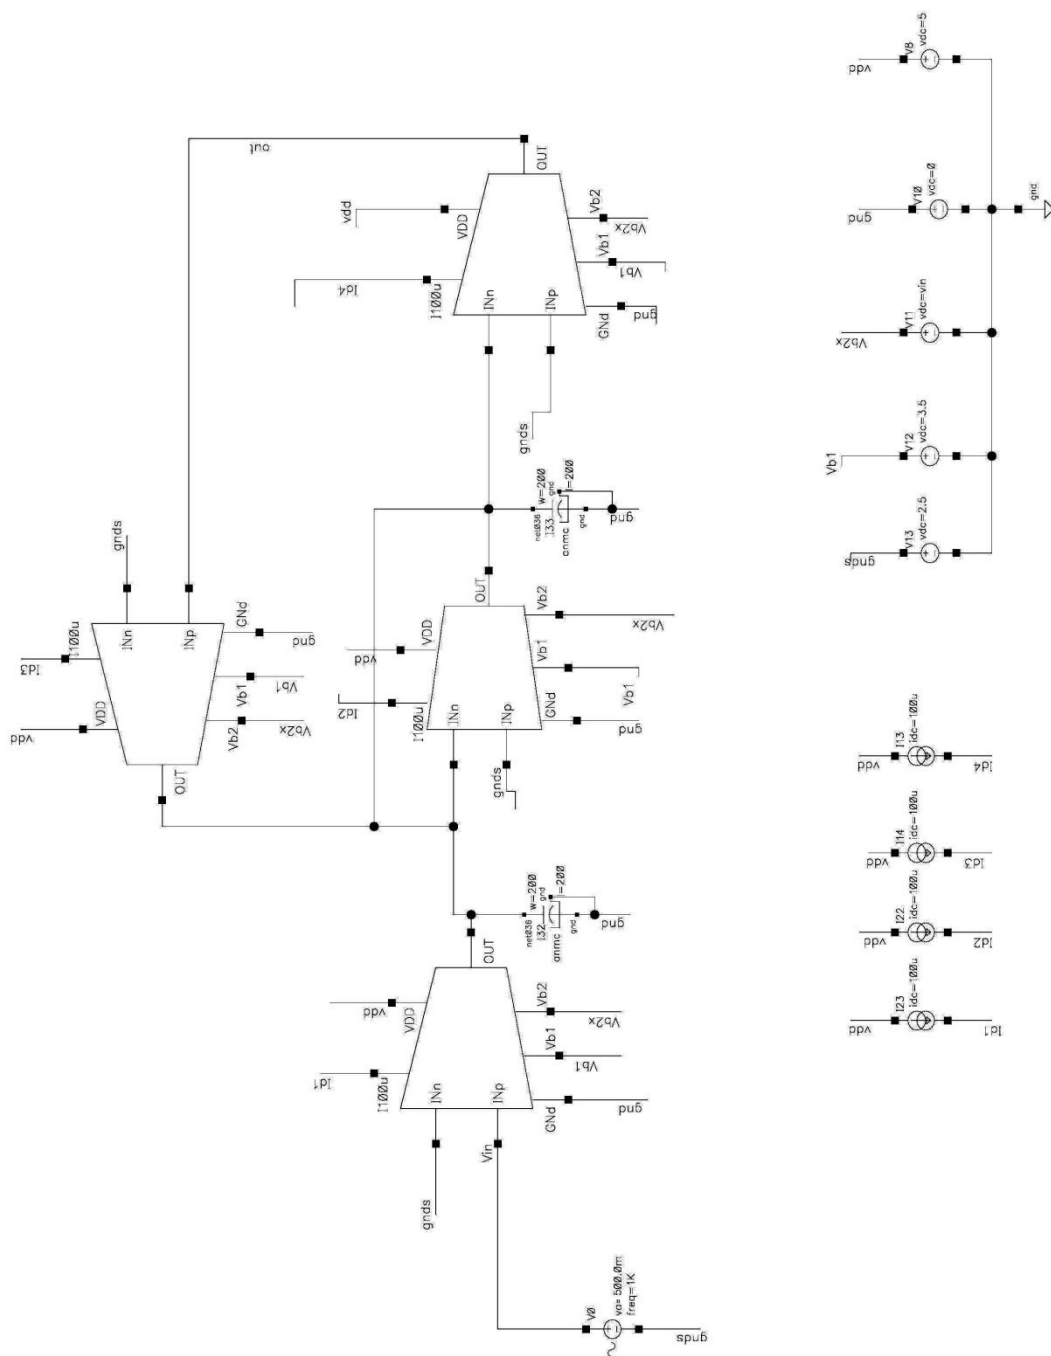 out
vdd
Id4
VDD
I100u
OUT
INn
INp
Vb2
Vb2x
Vb1
Vb1
GNd
gnd
gnds
w=200
gnd
l=200
net036
I33
anmc
gnd
gnd
gnds
Id3
I100u
INn
INp
GNd
gnd
vdd
VDD
Vb1
Vb1
Vb2
Vb2x
OUT
OUT
vdd
VDD
Id2
I100u
INn
INp
Vb2
Vb2x
Vb1
Vb1
GNd
gnd
gnds
w=200
gnd
l=200
net036
I32
anmc
gnd
gnd
OUT
vdd
VDD
Id1
I100u
INn
INp
Vb2
Vb2x
Vb1
Vb1
GNd
gnd
gnds
Vin
V0
va=500.0m
freq=1K
gnds
vdd
V8
vdc=5
gnd
V10
vdc=0
gnd
Vb2x
V11
vdc=vin
Vb1
V12
vdc=3.5
gnds
V13
vdc=2.5
vdd
I13
idc=100u
Id4
vdd
I14
idc=100u
Id3
vdd
I22
idc=100u
Id2
vdd
I23
idc=100u
Id1